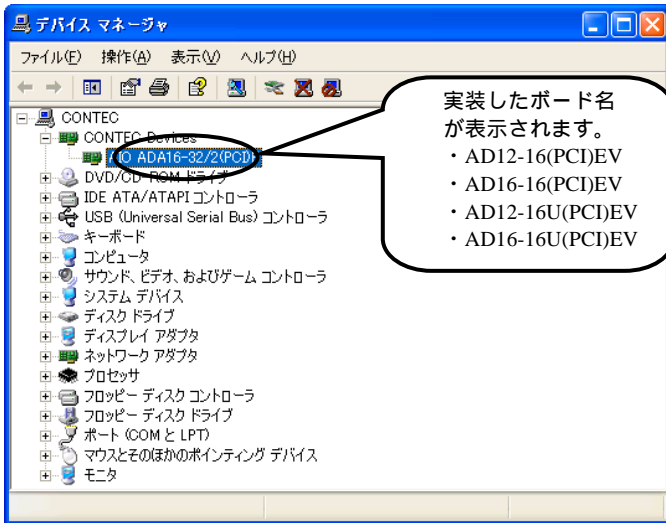 デバイス マネージャ
ファイル(F) 操作(A) 表示(V) ヘルプ(H)
実装したボード名
が表示されます。
・AD12-16(PCI)EV
・AD16-16(PCI)EV
・AD12-16U(PCI)EV
・AD16-16U(PCI)EV
CONTEC
CONTEC Devices
AIO ADA16-32/2(PCI)
DVD/CD-ROM ドライブ
IDE ATA/ATAPI コントローラ
USB (Universal Serial Bus) コントローラ
キーボード
コンピュータ
サウンド、ビデオ、およびゲーム コントローラ
システム デバイス
ディスク ドライブ
ディスプレイ アダプタ
ネットワーク アダプタ
プロセッサ
フロッピー ディスク コントローラ
フロッピー ディスク ドライブ
ポート (COM と LPT)
マウスとそのほかのポインティング デバイス
モニタ